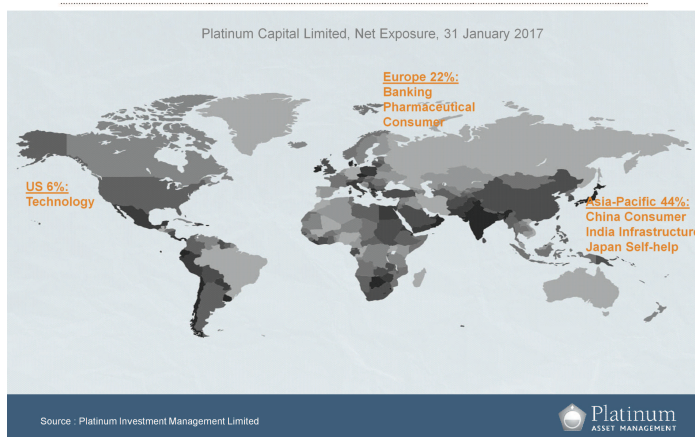 Platinum Capital Limited, Net Exposure, 31 January 2017
Europe 22%:
Banking
Pharmaceutical
Consumer
US 6%:
Technology
Asia-Pacific 44%:
China Consumer
India Infrastructure
Japan Self-help
Source : Platinum Investment Management Limited
Platinum
ASSET MANAGEMENT